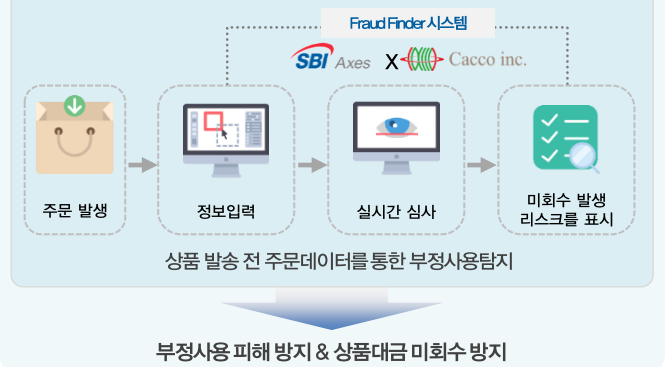 Fraud Finder 시스템
SBI Axes X Cacco inc.
주문 발생
정보입력
실시간 심사
미회수 발생
리스크를 표시
상품 발송 전 주문데이터를 통한 부정사용탐지
부정사용 피해 방지 & 상품대금 미회수 방지